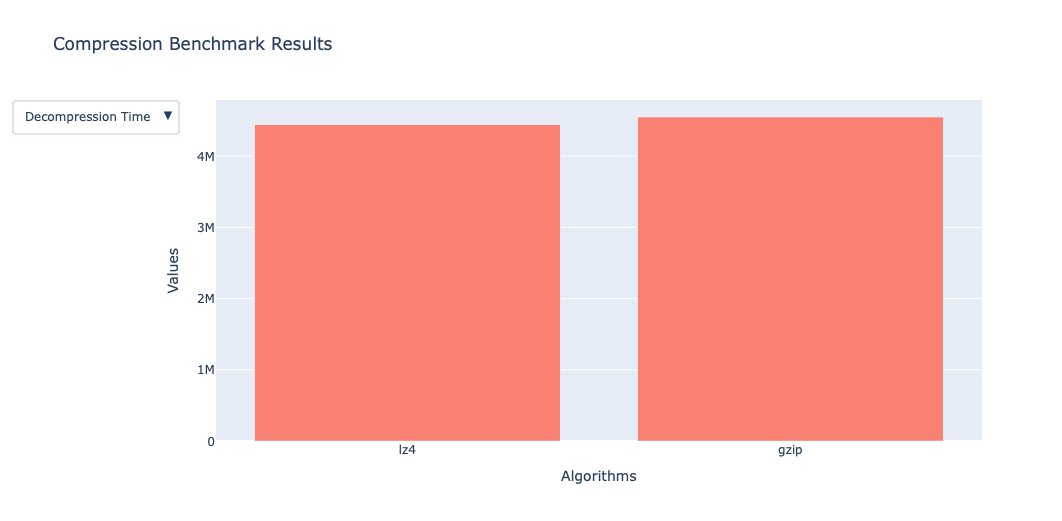 Compression Benchmark Results
Decompression Time ▼
4M
3M
2M
1M
0
Values
lz4
gzip
Algorithms